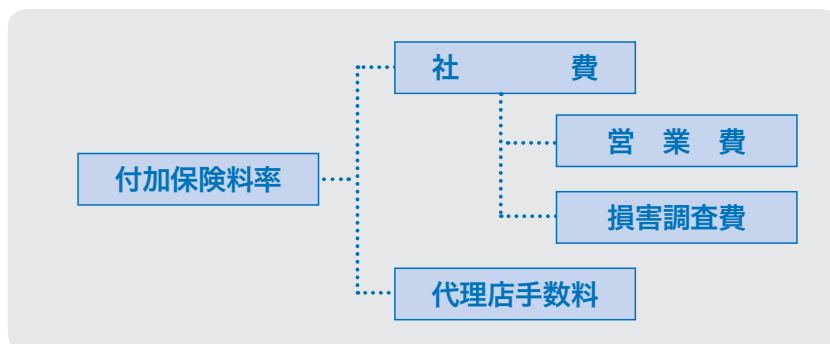 社　　費
営　業　費
付加保険料率
損害調査費
代理店手数料